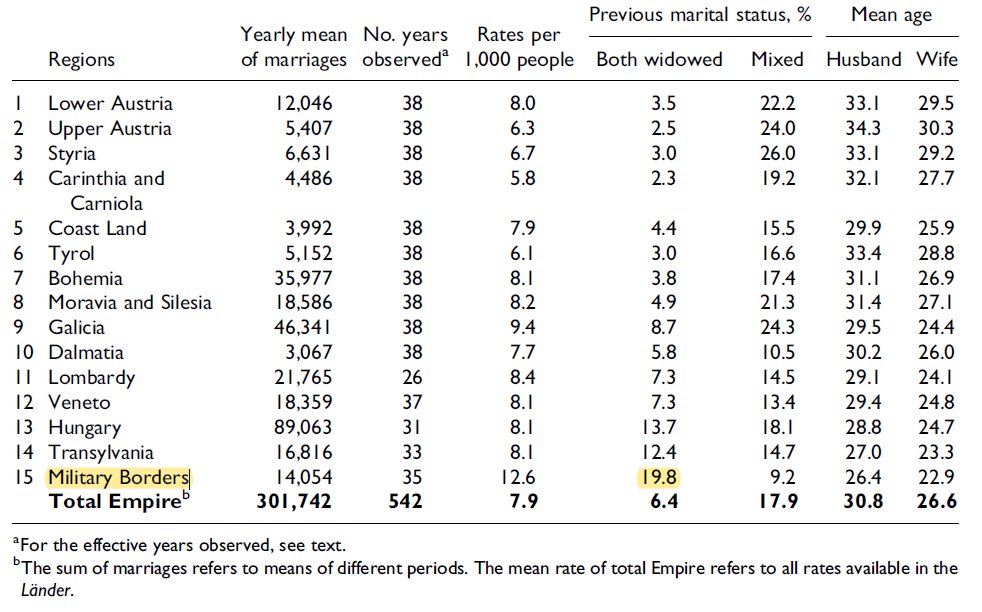 Previous marital status, % Mean age
Yearly mean No. years Rates per
Regions of marriages observedª 1,000 people Both widowed Mixed Husband Wife
1 Lower Austria 12,046 38 8.0 3.5 22.2 33.1 29.5
2 Upper Austria 5,407 38 6.3 2.5 24.0 34.3 30.3
3 Styria 6,631 38 6.7 3.0 26.0 33.1 29.2
4 Carinthia and 4,486 38 5.8 2.3 19.2 32.1 27.7
Carniola
5 Coast Land 3,992 38 7.9 4.4 15.5 29.9 25.9
6 Tyrol 5,152 38 6.1 3.0 16.6 33.4 28.8
7 Bohemia 35,977 38 8.1 3.8 17.4 31.1 26.9
8 Moravia and Silesia 18,586 38 8.2 4.9 21.3 31.4 27.1
9 Galicia 46,341 38 9.4 8.7 24.3 29.5 24.4
10 Dalmatia 3,067 38 7.7 5.8 10.5 30.2 26.0
11 Lombardy 21,765 26 8.4 7.3 14.5 29.1 24.1
12 Veneto 18,359 37 8.1 7.3 13.4 29.4 24.8
13 Hungary 89,063 31 8.1 13.7 18.1 28.8 24.7
14 Transylvania 16,816 33 8.1 12.4 14.7 27.0 23.3
15 Military Borders 14,054 35 12.6 19.8 9.2 26.4 22.9
Total Empireᵇ 301,742 542 7.9 6.4 17.9 30.8 26.6
ªFor the effective years observed, see text.
ᵇThe sum of marriages refers to means of different periods. The mean rate of total Empire refers to all rates available in the
Länder.